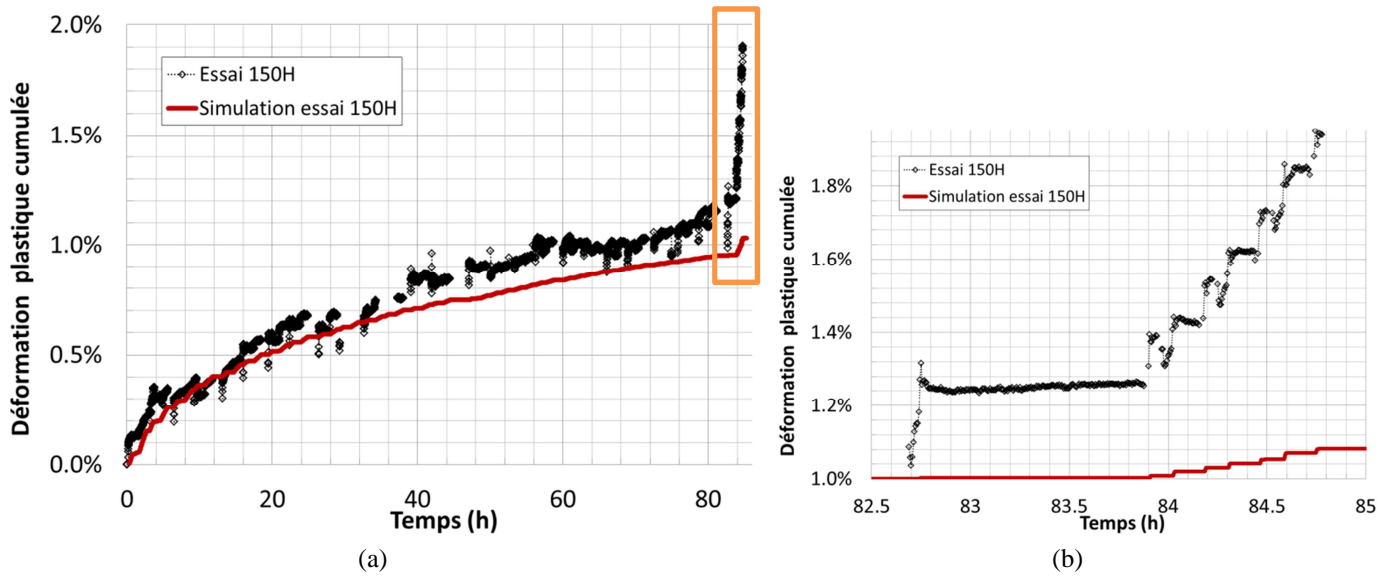 2.0%
1.5%
1.0%
0.5%
0.0%
Déformation plastique cumulée
Essai 150H
Simulation essai 150H
0 20 40 60 80
Temps (h)
(a)
1.8%
1.6%
1.4%
1.2%
1.0%
Déformation plastique cumulée
Essai 150H
Simulation essai 150H
82.5 83 83.5 84 84.5 85
Temps (h)
(b)